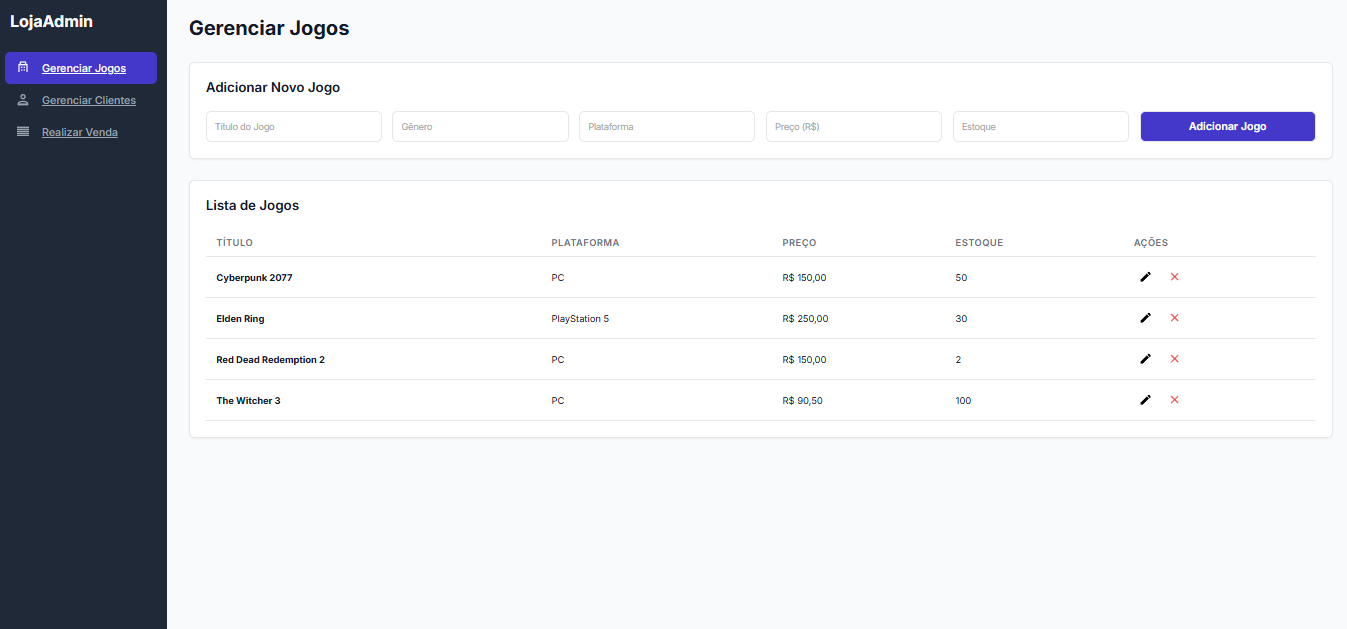 LojaAdmin
Gerenciar Jogos
Gerenciar Clientes
Realizar Venda
Gerenciar Jogos
Adicionar Novo Jogo
Título do Jogo Gênero Plataforma Preço (R$) Estoque Adicionar Jogo
Lista de Jogos
TÍTULO PLATAFORMA PREÇO ESTOQUE AÇÕES
Cyberpunk 2077 PC R$ 150,00 50
Elden Ring PlayStation 5 R$ 250,00 30
Red Dead Redemption 2 PC R$ 150,00 2
The Witcher 3 PC R$ 90,50 100